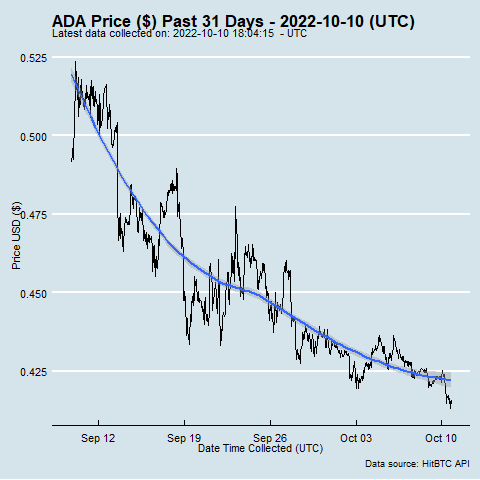 ADA Price ($) Past 31 Days - 2022-10-10 (UTC)
Latest data collected on: 2022-10-10 18:04:15 - UTC
0.525
0.500
0.475
0.450
0.425
Price USD ($)
Sep 12
Sep 19
Sep 26
Oct 03
Oct 10
Date Time Collected (UTC)
Data source: HitBTC API